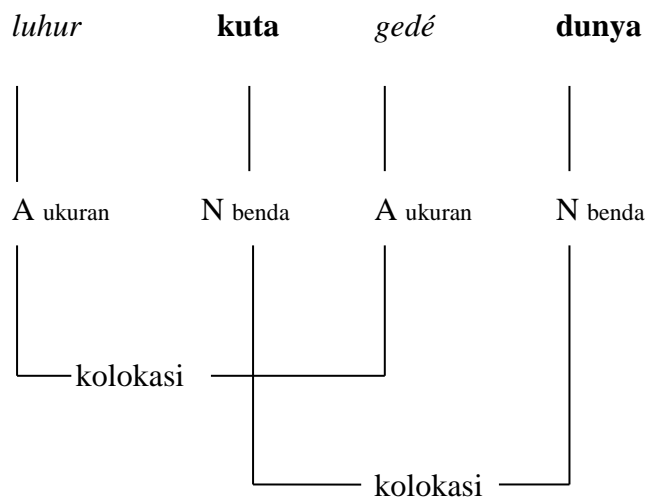 luhur kuta gedé dunya
A ukuran N benda A ukuran N benda
kolokasi
kolokasi